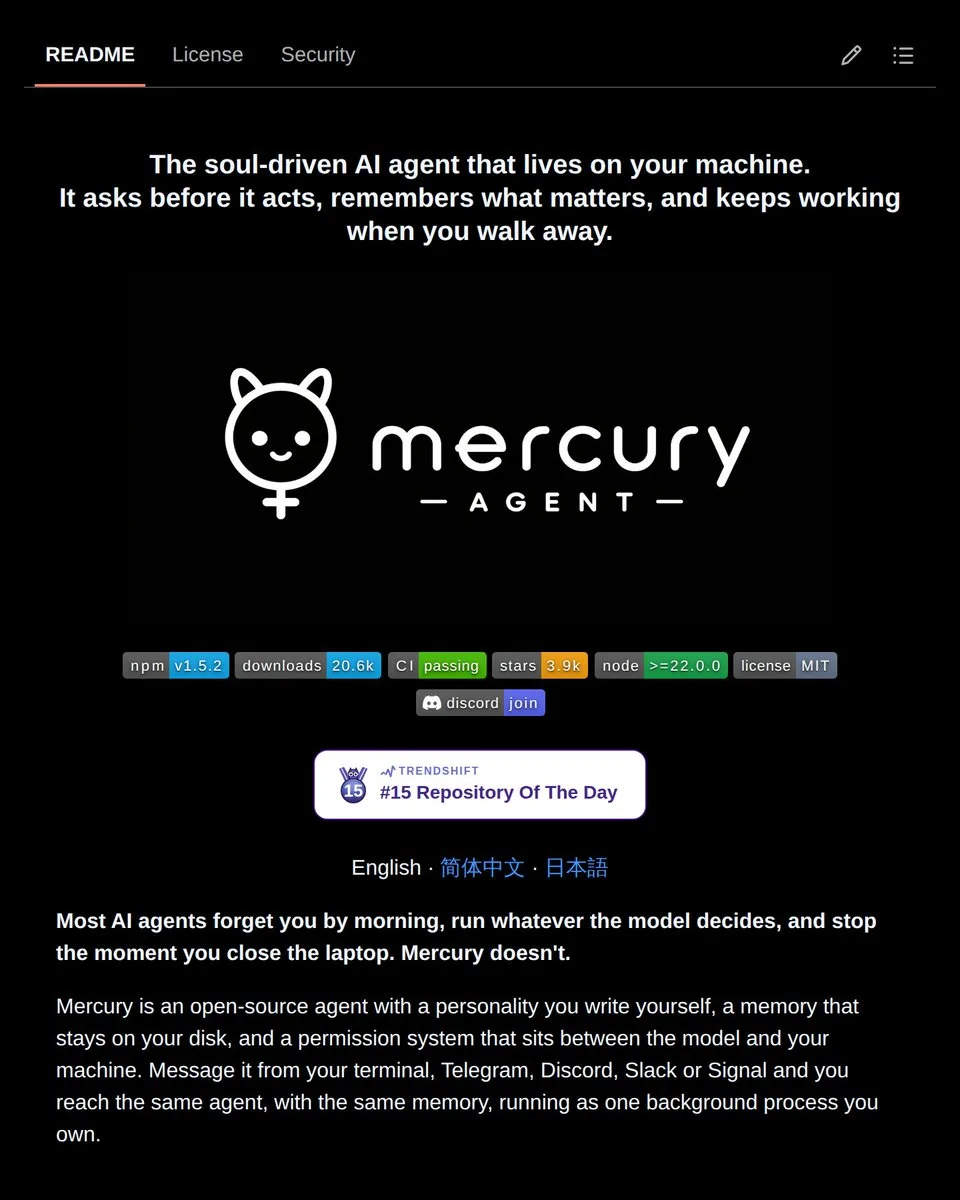 README License Security
The soul-driven AI agent that lives on your machine.
It asks before it acts, remembers what matters, and keeps working
when you walk away.
mercury
— AGENT —
npm v1.5.2 downloads 20.6k CI passing stars 3.9k node >=22.0.0 license MIT
discord join
TRENDSHIFT
15 #15 Repository Of The Day
English · 简体中文 · 日本語
Most AI agents forget you by morning, run whatever the model decides, and stop
the moment you close the laptop. Mercury doesn't.
Mercury is an open-source agent with a personality you write yourself, a memory that
stays on your disk, and a permission system that sits between the model and your
machine. Message it from your terminal, Telegram, Discord, Slack or Signal and you
reach the same agent, with the same memory, running as one background process you
own.